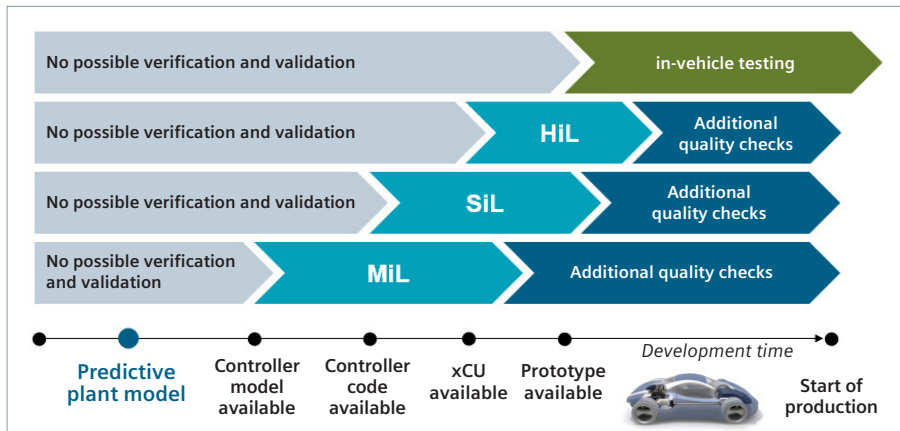 No possible verification and validation
in-vehicle testing
No possible verification and validation
HiL
Additional
quality checks
No possible verification and validation
SiL
Additional
quality checks
No possible verification
and validation
MiL
Additional quality checks
Development time
Predictive
plant model
Controller
model
available
Controller
code
available
xCU
available
Prototype
available
Start of
production